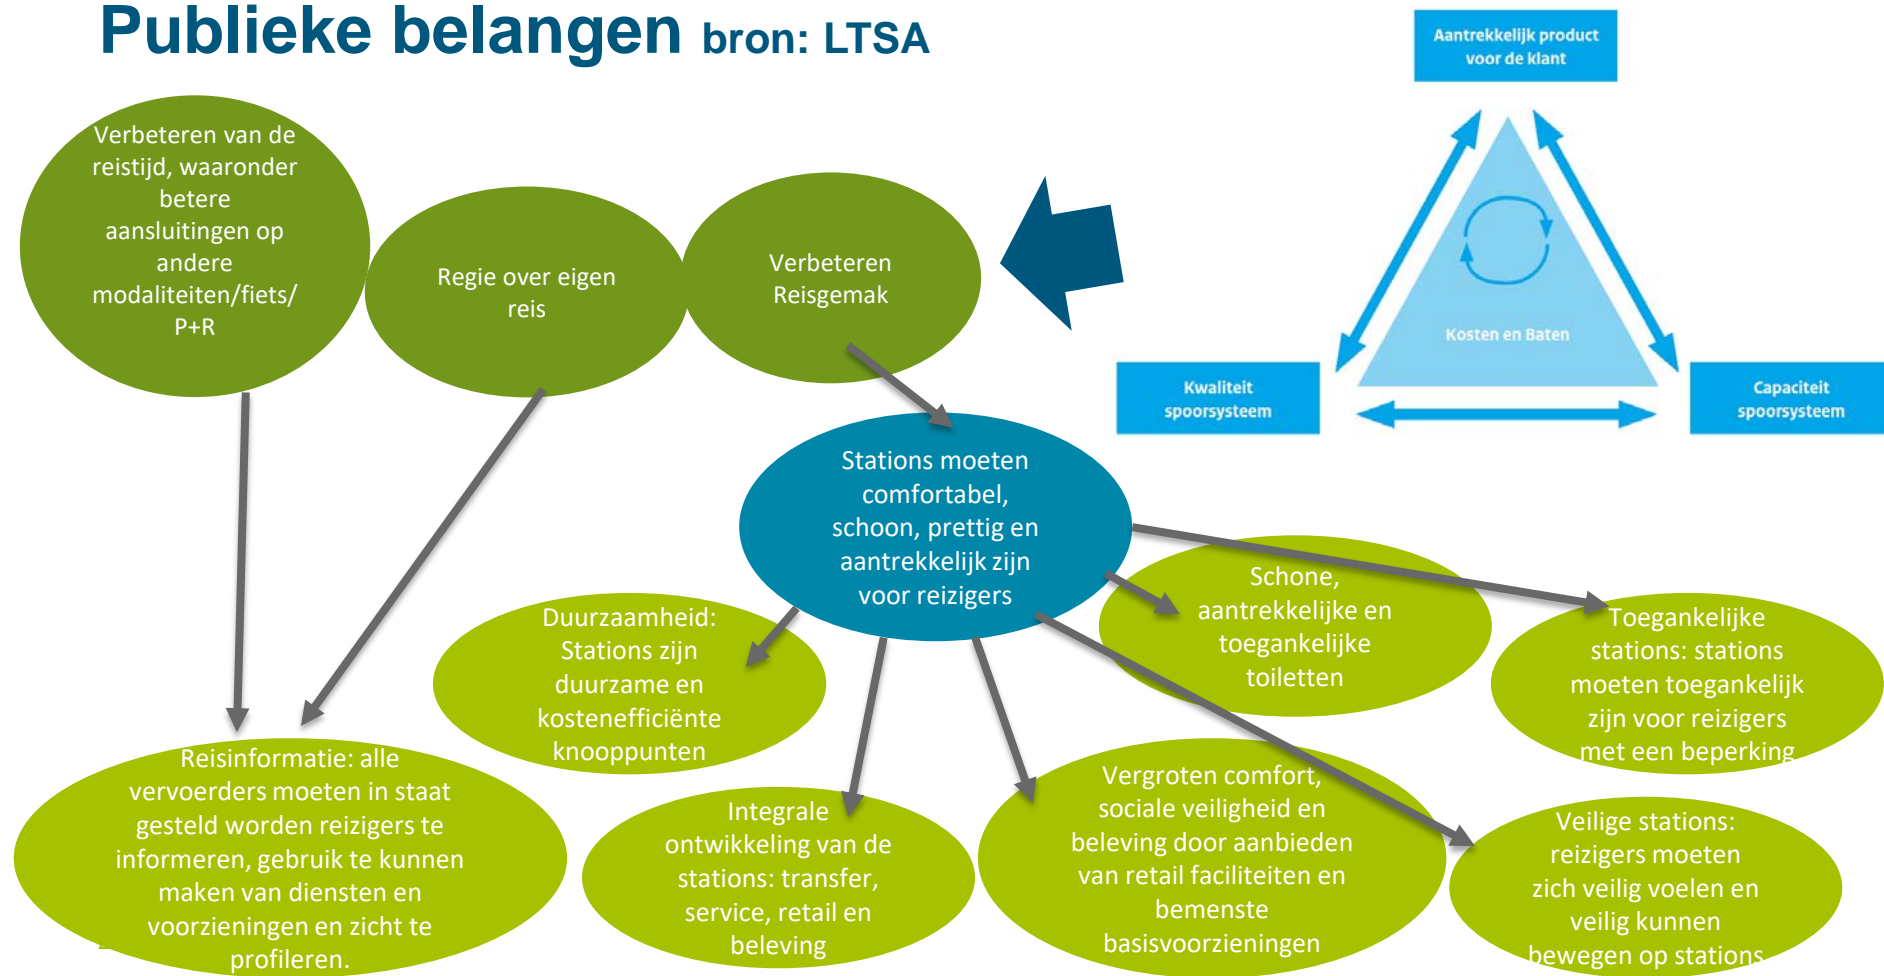 Publieke belangen bron: LTSA
Aantrekkelijk product
voor de klant
Kosten en Baten
Kwaliteit
spoorsysteem
Capaciteit
spoorsysteem
Verbeteren van de
reistijd, waaronder
betere
aansluitingen op
andere
modaliteiten/fiets/
P+R
Regie over eigen
reis
Verbeteren
Reisgemak
Stations moeten
comfortabel,
schoon, prettig en
aantrekkelijk zijn
voor reizigers
Duurzaamheid:
Stations zijn
duurzame en
kostenefficiënte
knooppunten
Schone,
aantrekkelijke en
toegankelijke
toiletten
Toegankelijke
stations: stations
moeten toegankelijk
zijn voor reizigers
met een beperking
Reisinformatie: alle
vervoerders moeten in staat
gesteld worden reizigers te
informeren, gebruik te kunnen
maken van diensten en
voorzieningen en zicht te
profileren.
Integrale
ontwikkeling van de
stations: transfer,
service, retail en
beleving
Vergroten comfort,
sociale veiligheid en
beleving door aanbieden
van retail faciliteiten en
bemenste
basisvoorzieningen
Veilige stations:
reizigers moeten
zich veilig voelen en
veilig kunnen
bewegen op stations